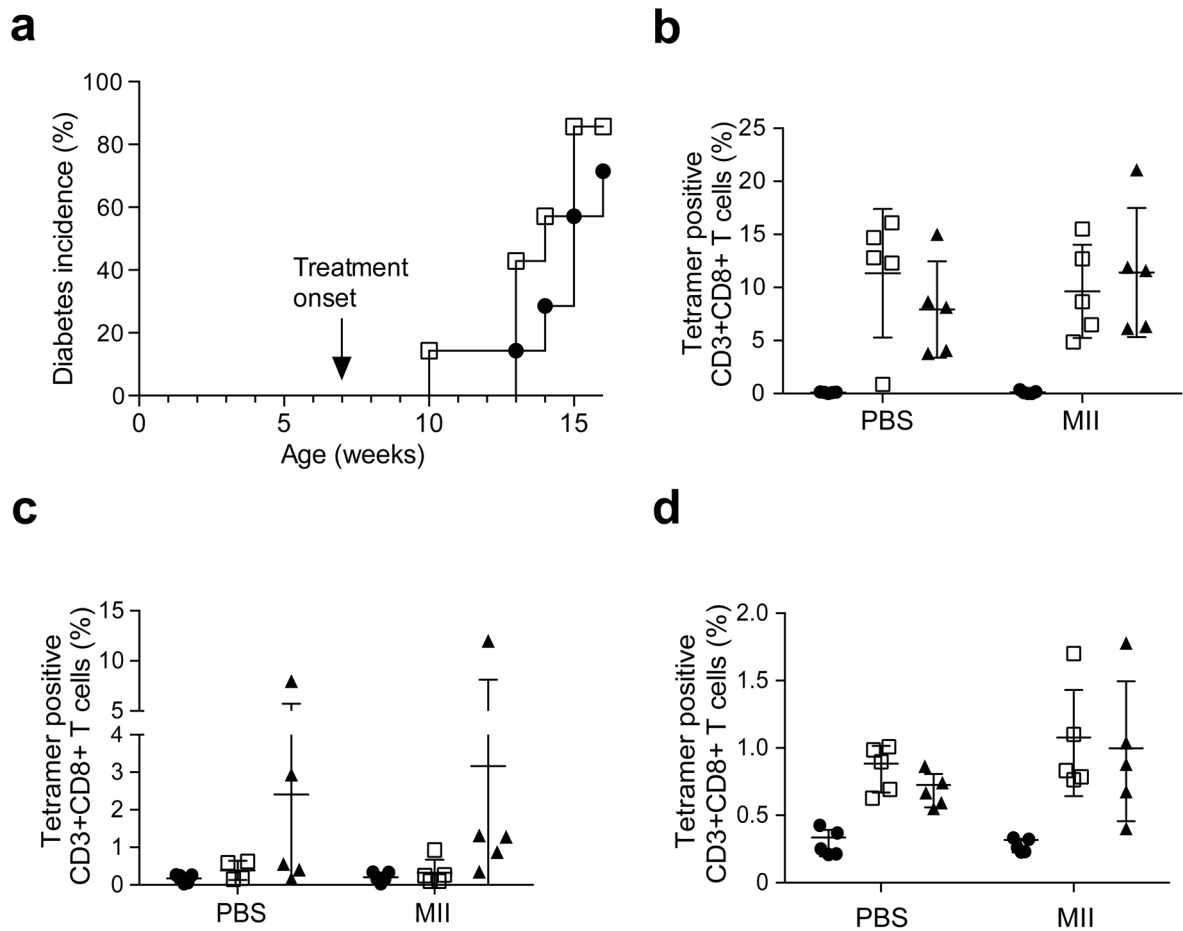 a
Diabetes incidence (%)
100
80
60
40
20
0
Treatment
onset
0
5
10
15
Age (weeks)
b
Tetramer positive
CD3+CD8+ T cells (%)
25
20
15
10
5
0
PBS
MII
c
Tetramer positive
CD3+CD8+ T cells (%)
15
10
5
4
3
2
1
0
PBS
MII
d
Tetramer positive
CD3+CD8+ T cells (%)
2.0
1.5
1.0
0.5
0
PBS
MII